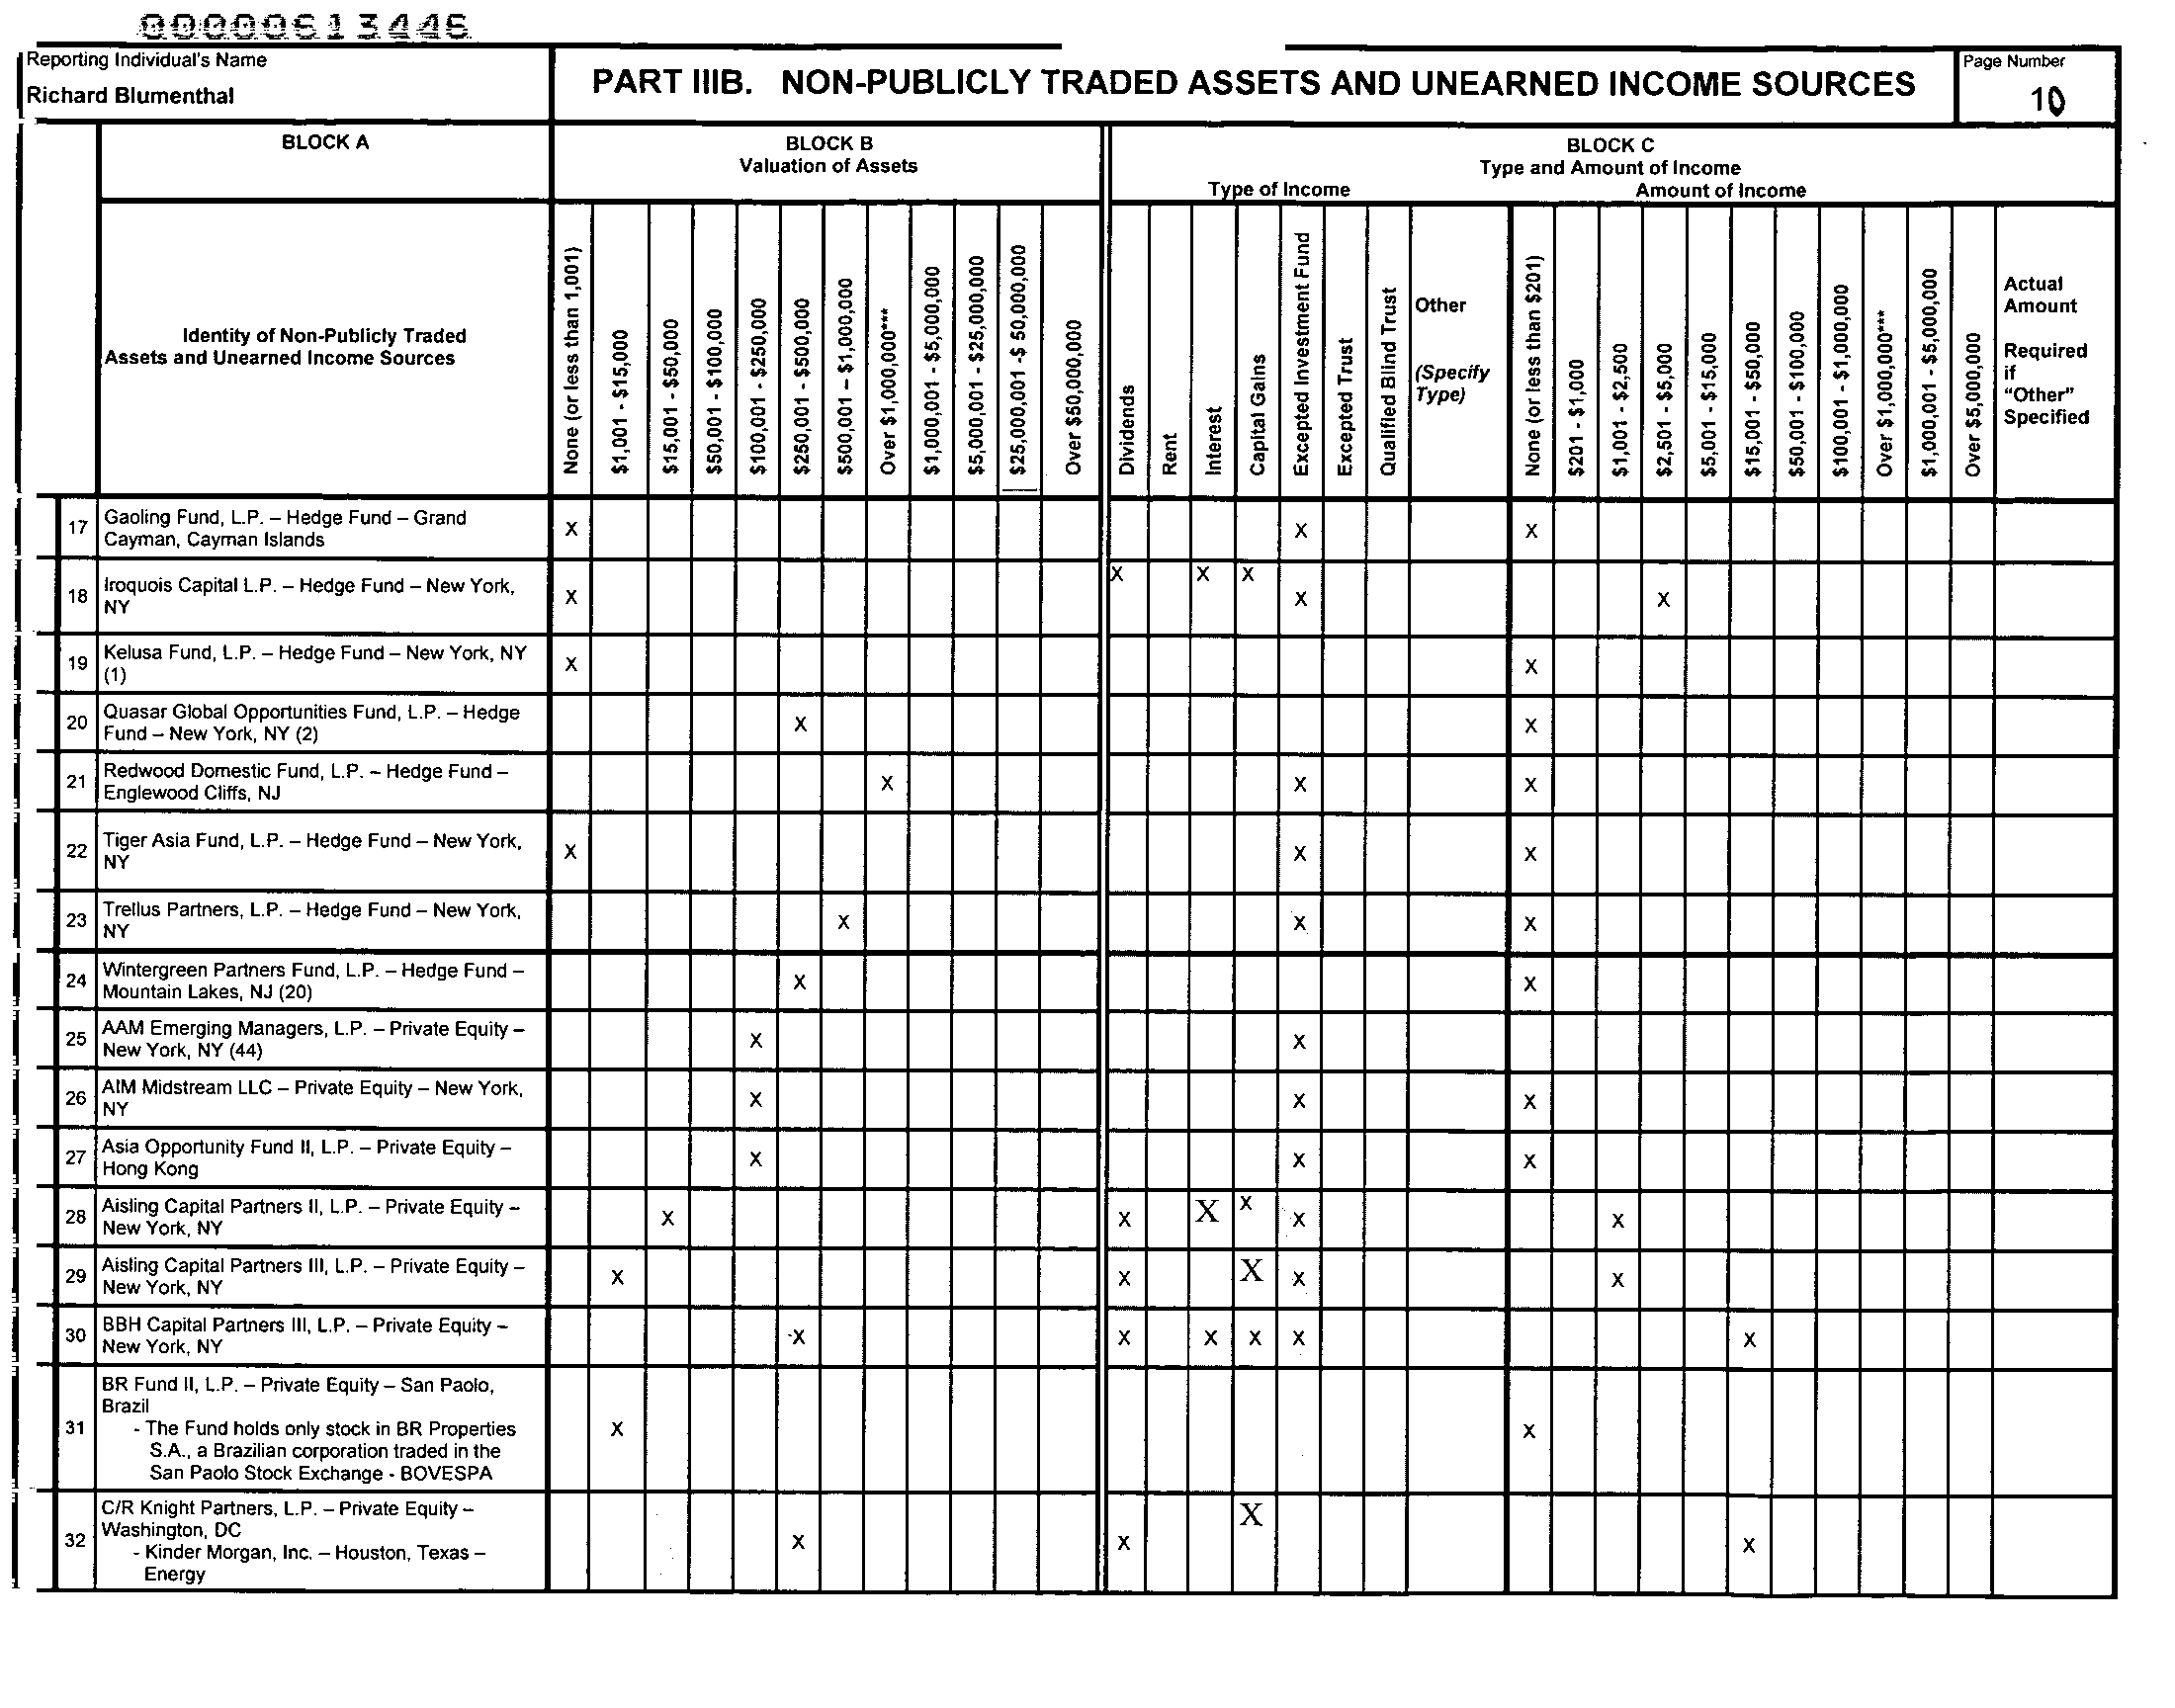 00000613446
Reporting Individual's Name
Richard Blumenthal
PART IIIB. NON-PUBLICLY TRADED ASSETS AND UNEARNED INCOME SOURCES
Page Number
10
BLOCK A
BLOCK B
Valuation of Assets
BLOCK C
Type and Amount of Income
Type of Income
Amount of Income
Identity of Non-Publicly Traded
Assets and Unearned Income Sources
None (or less than 1,001)
$1,001 - $15,000
$15,001 - $50,000
$50,001 - $100,000
$100,001 - $250,000
$250,001 - $500,000
$500,001 – $1,000,000
Over $1,000,000***
$1,000,001 - $5,000,000
$5,000,001 - $25,000,000
$25,000,001 -$ 50,000,000
Over $50,000,000
Dividends
Rent
Interest
Capital Gains
Excepted Investment Fund
Excepted Trust
Qualified Blind Trust
Other
(Specify
Type)
None (or less than $201)
$201 - $1,000
$1,001 - $2,500
$2,501 - $5,000
$5,001 - $15,000
$15,001 - $50,000
$50,001 - $100,000
$100,001 - $1,000,000
Over $1,000,000***
$1,000,001 - $5,000,000
Over $5,000,000
Actual
Amount
Required
if
“Other”
Specified
17 Gaoling Fund, L.P. – Hedge Fund – Grand
Cayman, Cayman Islands
X X X
18 Iroquois Capital L.P. – Hedge Fund – New York,
NY
X X X X X X
19 Kelusa Fund, L.P. – Hedge Fund – New York, NY
(1)
X X
20 Quasar Global Opportunities Fund, L.P. – Hedge
Fund – New York, NY (2)
X X
21 Redwood Domestic Fund, L.P. – Hedge Fund –
Englewood Cliffs, NJ
X X X
22 Tiger Asia Fund, L.P. – Hedge Fund – New York,
NY
X X X
23 Trellus Partners, L.P. – Hedge Fund – New York,
NY
X X X
24 Wintergreen Partners Fund, L.P. – Hedge Fund –
Mountain Lakes, NJ (20)
X X
25 AAM Emerging Managers, L.P. – Private Equity –
New York, NY (44)
X X
26 AIM Midstream LLC – Private Equity – New York,
NY
X X X
27 Asia Opportunity Fund II, L.P. – Private Equity –
Hong Kong
X X X
28 Aisling Capital Partners II, L.P. – Private Equity –
New York, NY
X X X X X X
29 Aisling Capital Partners III, L.P. – Private Equity –
New York, NY
X X X X X
30 BBH Capital Partners III, L.P. – Private Equity –
New York, NY
X X X X X X
31 BR Fund II, L.P. – Private Equity – San Paolo,
Brazil
- The Fund holds only stock in BR Properties
S.A., a Brazilian corporation traded in the
San Paolo Stock Exchange - BOVESPA
X X
32 C/R Knight Partners, L.P. – Private Equity –
Washington, DC
- Kinder Morgan, Inc. – Houston, Texas –
Energy
X X X X